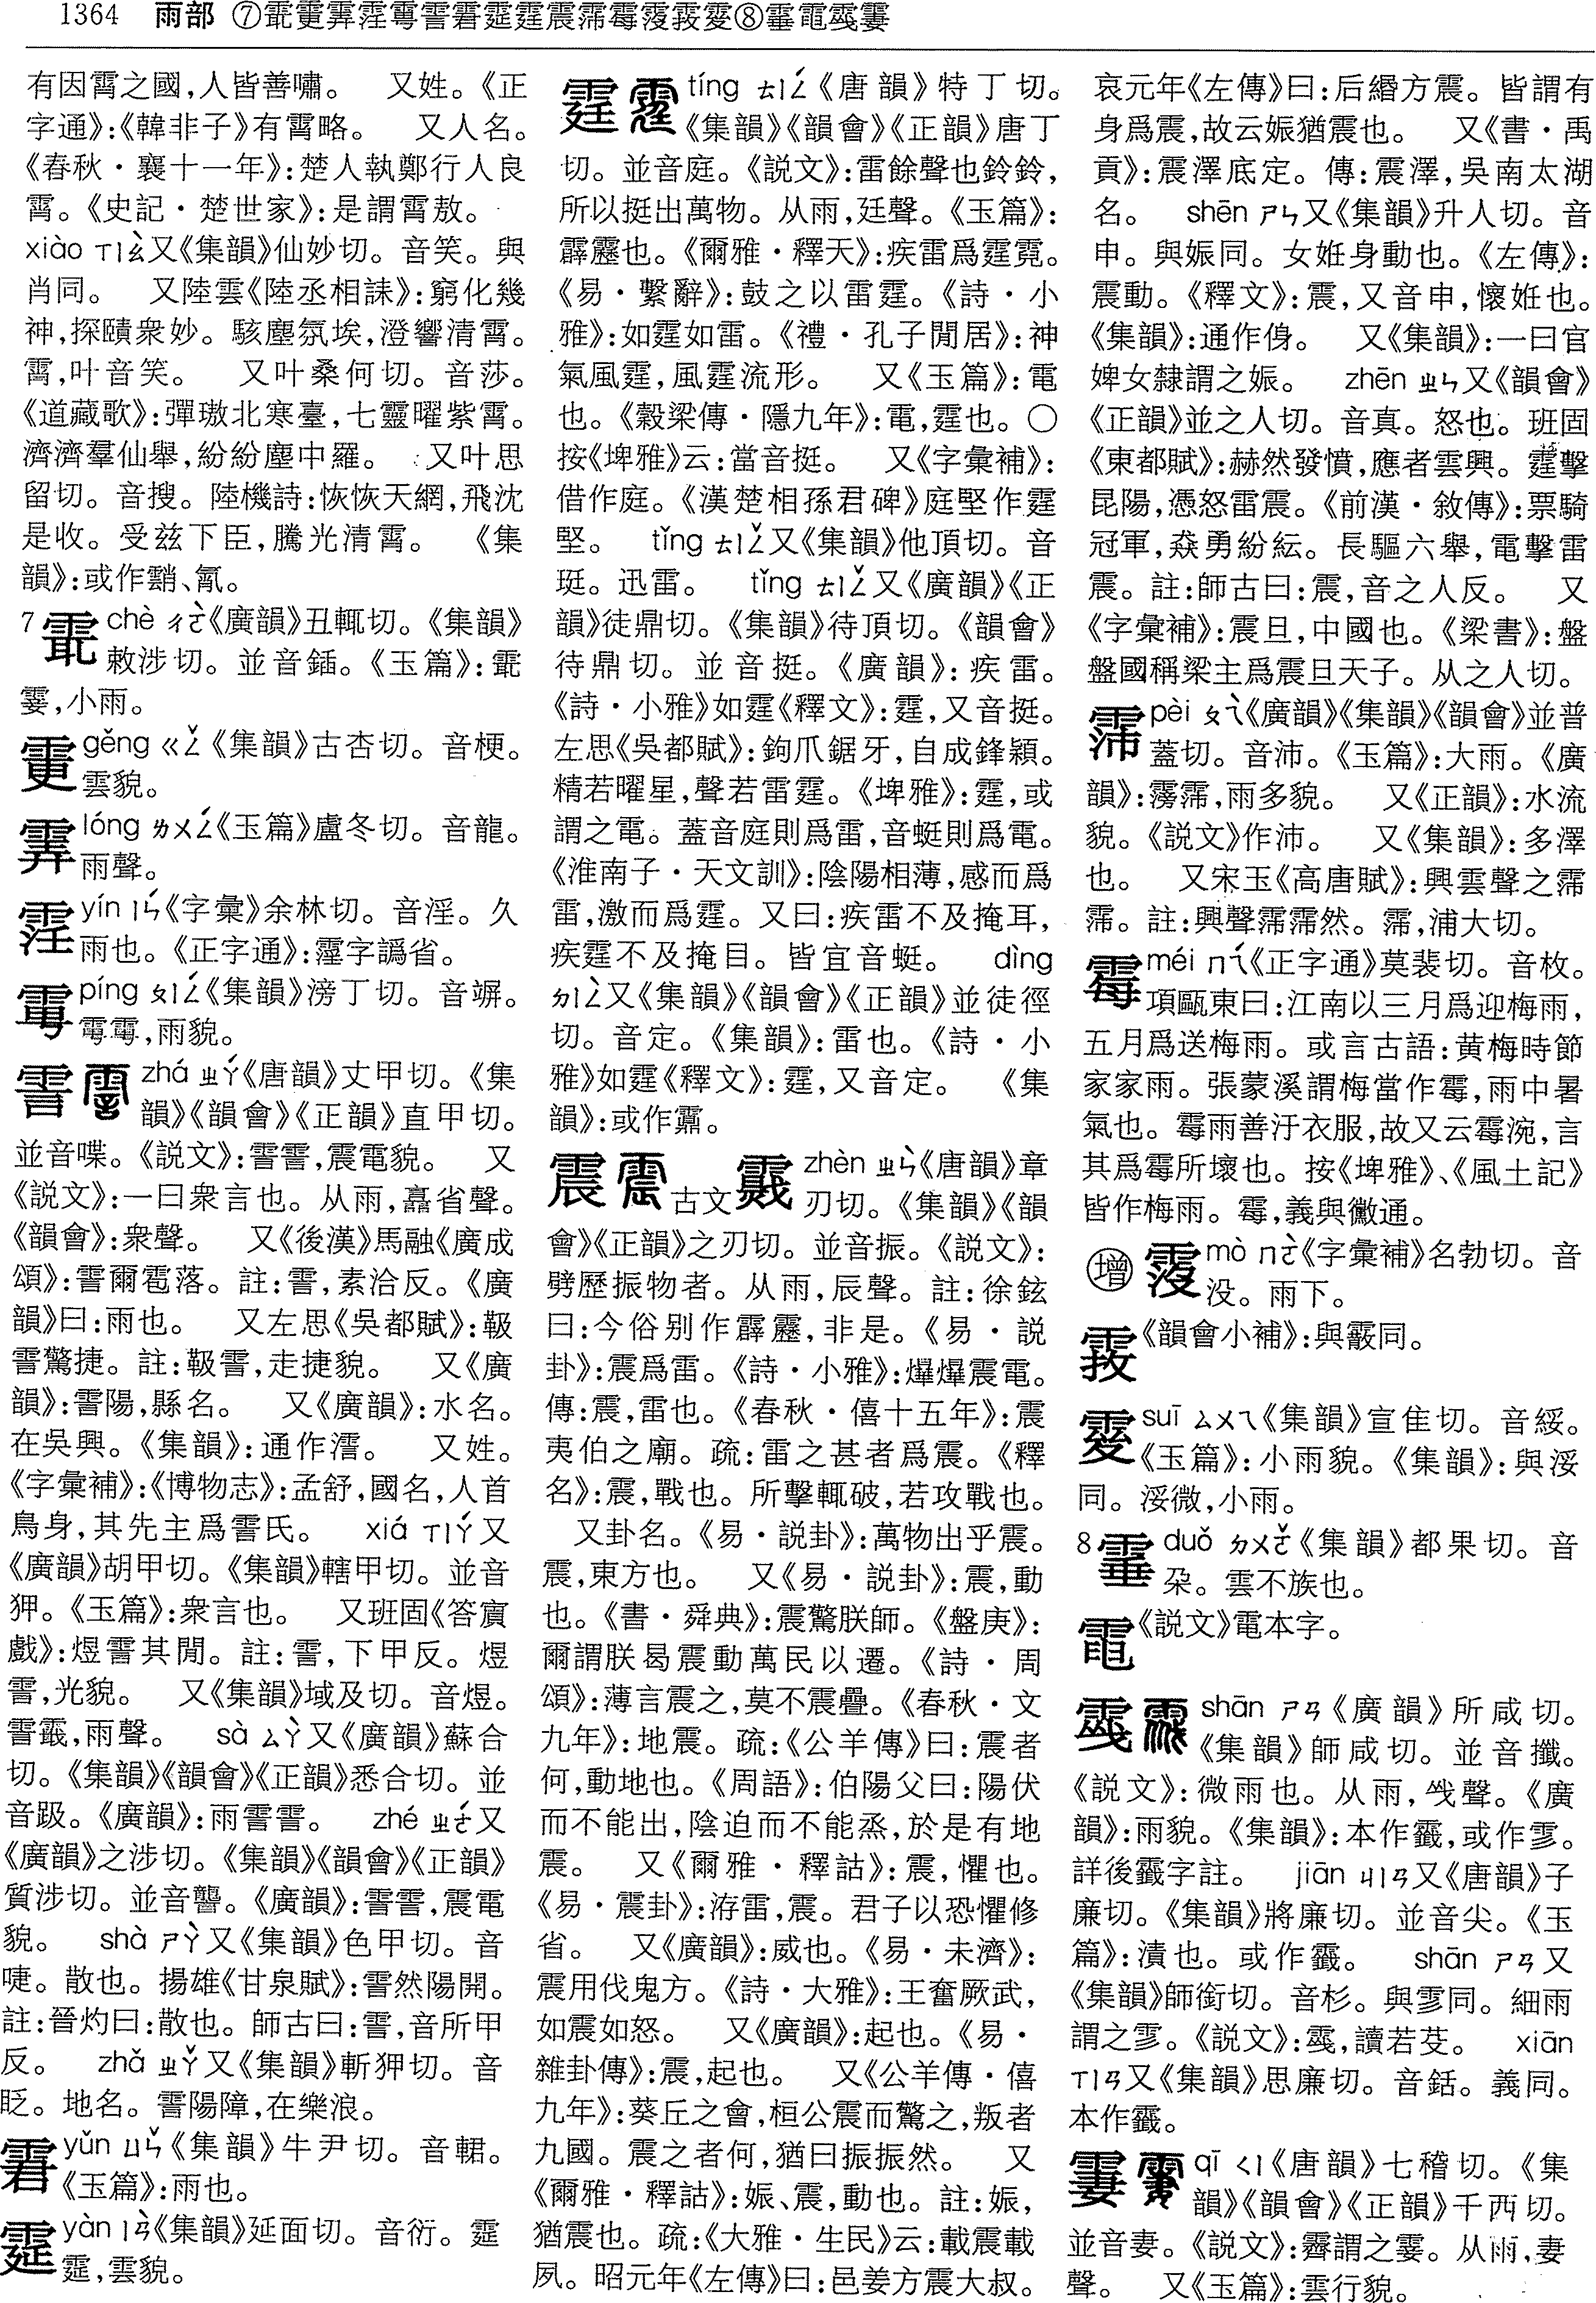 1364 雨部 ⑦䨕䨣䨏霪䨲霅䨙霆震霈霉⑧
有因霄之國,人皆善嘯。 又姓。《正
字通》:《韓非子》有霄略。 又人名。
《春秋·襄十一年》:楚人執鄭行人良
霄。《史記·楚世家》:是謂霄敖。
xiào ㄒㄧㄠˋ又《集韻》仙妙切。音笑。與
肖同。 又陸雲《陸丞相誄》:窮化幾
神,探賾衆妙。駭塵氛埃,澄響清霄。
霄,叶音笑。 又叶桑何切。音莎。
《道藏歌》:彈璈北寒臺,七靈曜紫霄。
濟濟羣仙舉,紛紛塵中羅。 又叶思
留切。音搜。陸機詩:恢恢天網,飛沈
是收。受兹下臣,騰光清霄。 《集
韻》:或作䨭、䬠。
7 chè ㄔㄜˋ《廣韻》丑輒切。《集韻》
敕涉切。並音鍤。《玉篇》:
霎,小雨。
gěng ㄍㄥˇ《集韻》古杏切。音梗。
雲貌。
lóng ㄌㄨㄥˊ《玉篇》盧冬切。音龍。
雨聲。
yín ㄧㄣˊ《字彙》余林切。音淫。久
雨也。《正字通》:霪字譌省。
píng ㄆㄧㄥˊ《集韻》滂丁切。音竮。
,雨貌。
霅 zhá ㄓㄚˊ《唐韻》丈甲切。《集
韻》《韻會》《正韻》直甲切。
並音喋。《説文》:霅霅,震電貌。 又
《説文》:一曰衆言也。从雨,譶省聲。
《韻會》:衆聲。 又《後漢》馬融《廣成
頌》:霅爾雹落。註:霅,素洽反。《廣
韻》曰:雨也。 又左思《吳都賦》:靸
霅驚捷。註:靸霅,走捷貌。 又《廣
韻》:霅陽,縣名。 又《廣韻》:水名。
在吳興。《集韻》:通作𤀹。 又姓。
《字彙補》:《博物志》:孟舒,國名,人首
鳥身,其先主爲霅氏。 xiá ㄒㄧㄚˊ又
《廣韻》胡甲切。《集韻》轄甲切。並音
狎。《玉篇》:衆言也。 又班固《答賓
戲》:煜霅其閒。註:霅,下甲反。煜
霅,光貌。 又《集韻》域及切。音煜。
霅霵,雨聲。 sà ㄙㄚˋ又《廣韻》蘇合
切。《集韻》《韻會》《正韻》悉合切。並
音趿。《廣韻》:雨霅霅。 zhé ㄓㄜˊ又
《廣韻》之涉切。《集韻》《韻會》《正韻》
質涉切。並音讋。《廣韻》:霅霅,震電
貌。 shà ㄕㄚˋ又《集韻》色甲切。音
啑。散也。揚雄《甘泉賦》:霅然陽開。
註:晉灼曰:散也。師古曰:霅,音所甲
反。 zhǎ ㄓㄚˇ又《集韻》斬狎切。音
眨。地名。霅陽障,在樂浪。
yǔn ㄩㄣˇ《集韻》牛尹切。音輑。
《玉篇》:雨也。
yàn ㄧㄢˋ《集韻》延面切。音衍。
,雲貌。
霆 tíng ㄊㄧㄥˊ《唐韻》特丁切。
《集韻》《韻會》《正韻》唐丁
切。並音庭。《説文》:雷餘聲也鈴鈴,
所以挺出萬物。从雨,廷聲。《玉篇》:
霹靂也。《爾雅·釋天》:疾雷爲霆霓。
《易·繫辭》:鼓之以雷霆。《詩·小
雅》:如霆如雷。《禮·孔子閒居》:神
氣風霆,風霆流形。 又《玉篇》:電
也。《穀梁傳·隱九年》:電,霆也。○
按《埤雅》云:當音挺。 又《字彙補》:
借作庭。《漢楚相孫君碑》庭堅作霆
堅。 tǐng ㄊㄧㄥˇ又《集韻》他頂切。音
珽。迅雷。 tǐng ㄊㄧㄥˇ又《廣韻》《正
韻》徒鼎切。《集韻》待頂切。《韻會》
待鼎切。並音挺。《廣韻》:疾雷。
《詩·小雅》如霆《釋文》:霆,又音挺。
左思《吳都賦》:鉤爪鋸牙,自成鋒穎。
精若曜星,聲若雷霆。《埤雅》:霆,或
謂之電。蓋音庭則爲雷,音蜓則爲電。
《淮南子·天文訓》:陰陽相薄,感而爲
雷,激而爲霆。又曰:疾雷不及掩耳,
疾霆不及掩目。皆宜音蜓。 dìng
ㄉㄧㄥˋ又《集韻》《韻會》《正韻》並徒徑
切。音定。《集韻》:雷也。《詩·小
雅》如霆《釋文》:霆,又音定。 《集
韻》:或作䨶。
震 古文 zhèn ㄓㄣˋ《唐韻》章
刃切。《集韻》《韻
會》《正韻》之刃切。並音振。《説文》:
劈歷振物者。从雨,辰聲。註:徐鉉
曰:今俗别作霹靂,非是。《易·説
卦》:震爲雷。《詩·小雅》:爗爗震電。
傳:震,雷也。《春秋·僖十五年》:震
夷伯之廟。疏:雷之甚者爲震。《釋
名》:震,戰也。所擊輒破,若攻戰也。
又卦名。《易·説卦》:萬物出乎震。
震,東方也。 又《易·説卦》:震,動
也。《書·舜典》:震驚朕師。《盤庚》:
爾謂朕曷震動萬民以遷。《詩·周
頌》:薄言震之,莫不震疊。《春秋·文
九年》:地震。疏:《公羊傳》曰:震者
何,動地也。《周語》:伯陽父曰:陽伏
而不能出,陰迫而不能烝,於是有地
震。 又《爾雅·釋詁》:震,懼也。
《易·震卦》:洊雷,震。君子以恐懼修
省。 又《廣韻》:威也。《易·未濟》:
震用伐鬼方。《詩·大雅》:王奮厥武,
如震如怒。 又《廣韻》:起也。《易·
雜卦傳》:震,起也。 又《公羊傳·僖
九年》:葵丘之會,桓公震而驚之,叛者
九國。震之者何,猶曰振振然。 又
《爾雅·釋詁》:娠、震,動也。註:娠,
猶震也。疏:《大雅·生民》云:載震載
夙。昭元年《左傳》曰:邑姜方震大叔。
哀元年《左傳》曰:后緡方震。皆謂有
身爲震,故云娠猶震也。 又《書·禹
貢》:震澤底定。傳:震澤,吳南太湖
名。 shēn ㄕㄣ又《集韻》升人切。音
申。與娠同。女妊身動也。《左傳》:
震動。《釋文》:震,又音申,懷妊也。
《集韻》:通作㑗。 又《集韻》:一曰官
婢女隸謂之娠。 zhēn ㄓㄣ又《韻會》
《正韻》並之人切。音真。怒也。班固
《東都賦》:赫然發憤,應者雲興。霆擊
昆陽,憑怒雷震。《前漢·敘傳》:票騎
冠軍,猋勇紛紜。長驅六舉,電擊雷
震。註:師古曰:震,音之人反。 又
《字彙補》:震旦,中國也。《梁書》:盤
盤國稱梁主爲震旦天子。从之人切。
霈 pèi ㄆㄟˋ《廣韻》《集韻》《韻會》並普
蓋切。音沛。《玉篇》:大雨。《廣
韻》:霶霈,雨多貌。 又《正韻》:水流
貌。《説文》作沛。 又《集韻》:多澤
也。 又宋玉《高唐賦》:興雲聲之霈
霈。註:興聲霈霈然。霈,浦大切。
霉 méi ㄇㄟˊ《正字通》莫裴切。音枚。
項甌東曰:江南以三月爲迎梅雨,
五月爲送梅雨。或言古語:黄梅時節
家家雨。張蒙溪謂梅當作霉,雨中暑
氣也。霉雨善汙衣服,故又云霉涴,言
其爲霉所壞也。按《埤雅》、《風土記》
皆作梅雨。霉,義與黴通。
增 mò ㄇㄛˋ《字彙補》名勃切。音
没。雨下。
《韻會小補》:與霰同。
suī ㄙㄨㄟ《集韻》宣隹切。音綏。
《玉篇》:小雨貌。《集韻》:與浽
同。浽微,小雨。
8 duǒ ㄉㄨㄛˇ《集韻》都果切。音
朶。雲不族也。
《説文》電本字。
shān ㄕㄢ《廣韻》所咸切。
《集韻》師咸切。並音攕。
《説文》:微雨也。从雨,㦰聲。《廣
韻》:雨貌。《集韻》:本作䨘,或作䨔。
詳後䨘字註。 jiān ㄐㄧㄢ又《唐韻》子
廉切。《集韻》將廉切。並音尖。《玉
篇》:漬也。或作䨘。 shān ㄕㄢ又
《集韻》師銜切。音杉。與䨔同。細雨
謂之䨔。《説文》:,讀若芟。 xiān
ㄒㄧㄢ又《集韻》思廉切。音銛。義同。
本作䨘。
霋 qī ㄑㄧ《唐韻》七稽切。《集
韻》《韻會》《正韻》千西切。
並音妻。《説文》:霽謂之霋。从雨,妻
聲。 又《玉篇》:雲行貌。